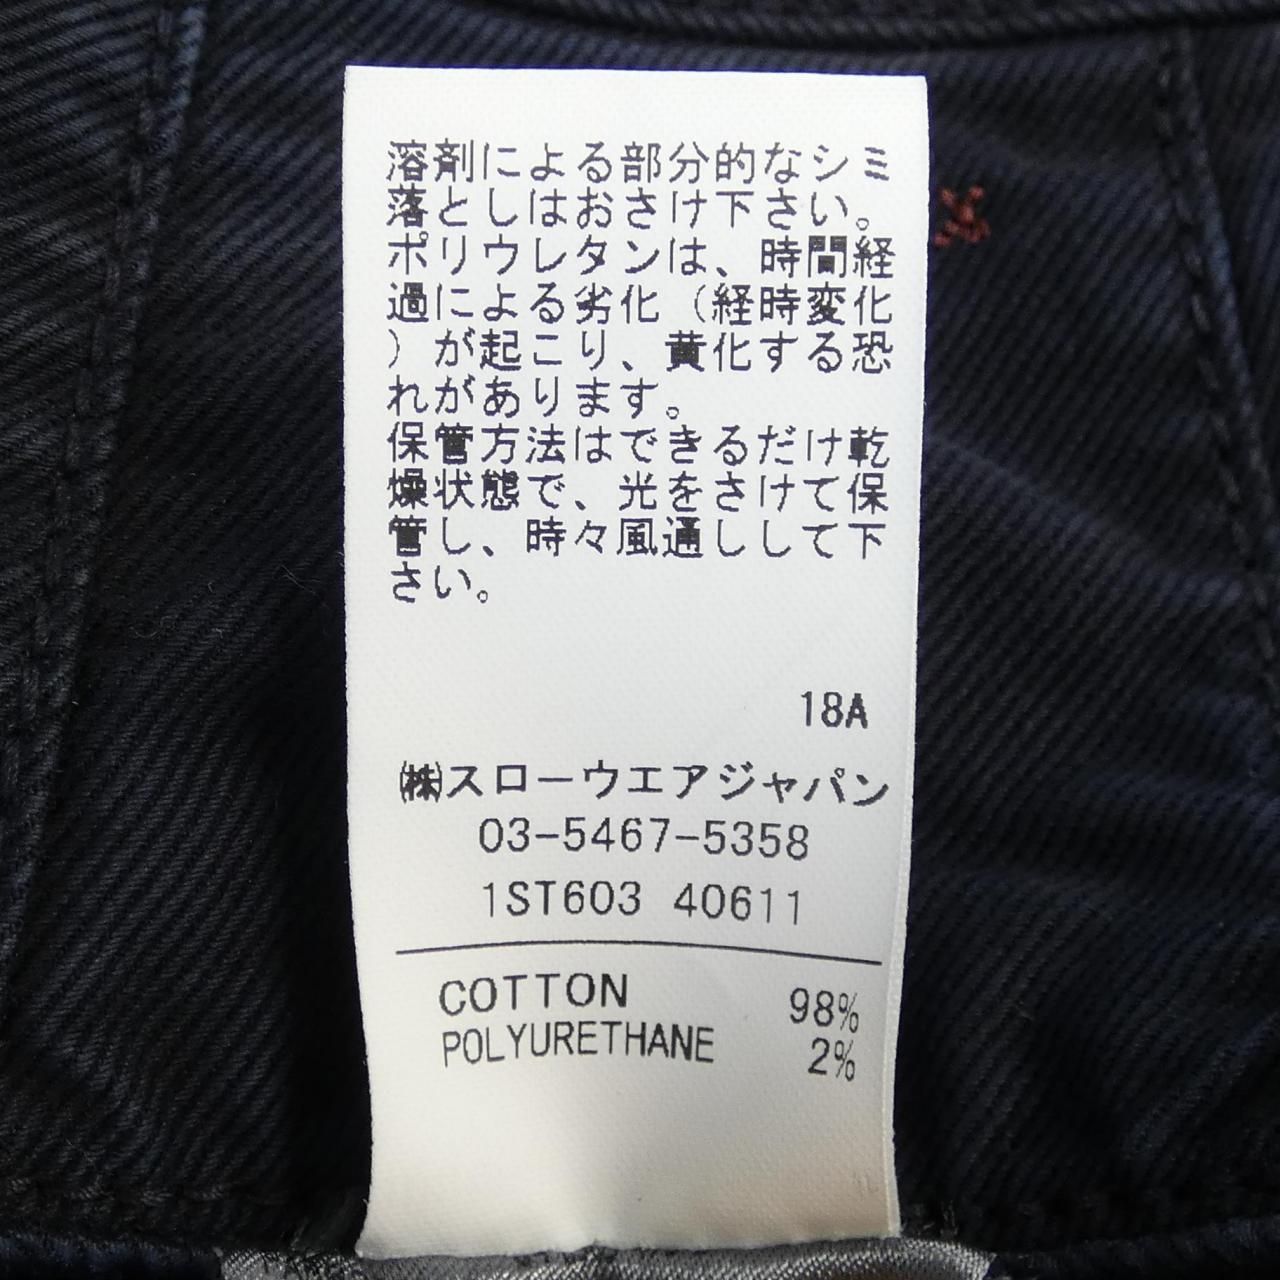 溶剤による部分的なシミ
落としはおさけ下さい。
ポリウレタンは、時間経
過による劣化（経時変化
）が起こり、黄化する恐
れがあります。
保管方法はできるだけ乾
燥状態で、光をさけて保
管し、時々風通しして下
さい。
18A
㈱スローウエアジャパン
03-5467-5358
1ST603 40611
COTTON 98%
POLYURETHANE 2%